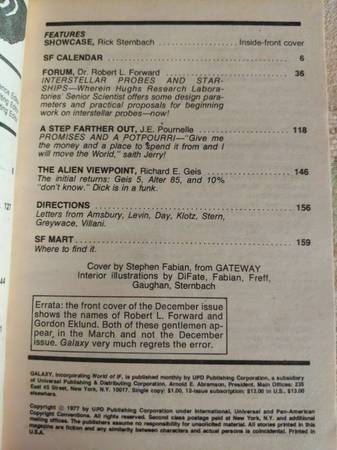 FEATURES
SHOWCASE, Rick Sternbach . . . . . . . . . . . . . . . Inside-front cover
SF CALENDAR . . . . . . . . . . . . . . . . . . . . . . . . . . . . 6
FORUM, Dr. Robert L. Forward . . . . . . . . . . . . . . . . . . . . 36
INTERSTELLAR PROBES AND STAR-
SHIPS—Wherein Hughs Research Labora-
tories' Senior Scientist offers some design para-
meters and practical proposals for beginning
work on interstellar probes—now!
A STEP FARTHER OUT, J.E. Pournelle . . . . . . . . . . . . . . 118
PROMISES AND A POTPOURRI—"Give me
the money and a place to spend it from and I
will move the World," saith Jerry!
THE ALIEN VIEWPOINT, Richard E. Geis . . . . . . . . . . . . 146
The initial returns: Geis 5, Alter 85, and 10%
"don't know." Dick is in a funk.
DIRECTIONS . . . . . . . . . . . . . . . . . . . . . . . . . . . . 156
Letters from Amsbury, Levin, Day, Klotz, Stern,
Greywace, Villani.
SF MART . . . . . . . . . . . . . . . . . . . . . . . . . . . . . . 159
Where to find it.
Cover by Stephen Fabian, from GATEWAY
Interior illustrations by DiFate, Fabian, Freff,
Gaughan, Sternbach
Errata: the front cover of the December issue
shows the names of Robert L. Forward and
Gordon Eklund. Both of these gentlemen ap-
pear in the March and not the December
issue. Galaxy very much regrets the error.
GALAXY, Incorporating World of IF, is published monthly by UPD Publishing Corporation, a subsidiary
of Universal Publishing & Distributing Corporation. Arnold E. Abramson, President. Main Offices: 235
East 45 Street, New York, N.Y. 10017. Single copy: $1.00. 12-issue subscription: $12.00 in U.S., $13.00
elsewhere.
Copyright © 1977 by UPD Publishing Corporation under International, Universal and Pan-American
Copyright Conventions. All rights reserved. Second class postage paid at New York, N.Y. and additional
mailing offices. The publishers assume no responsibility for unsolicited material. All stories printed in this
magazine are fiction and any similarity between characters and actual persons is coincidental. Printed in
U.S.A.